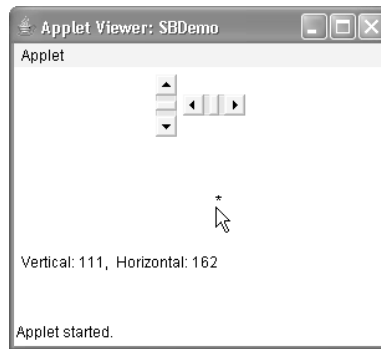 Applet Viewer: SBDemo
Applet
*
Vertical: 111, Horizontal: 162
Applet started.